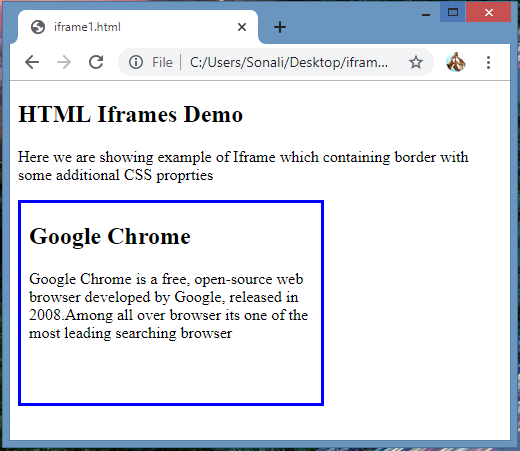 iframe1.html
File | C:/Users/Sonali/Desktop/ifram...
HTML Iframes Demo
Here we are showing example of Iframe which containing border with
some additional CSS proprties
Google Chrome
Google Chrome is a free, open-source web
browser developed by Google, released in
2008.Among all over browser its one of the
most leading searching browser